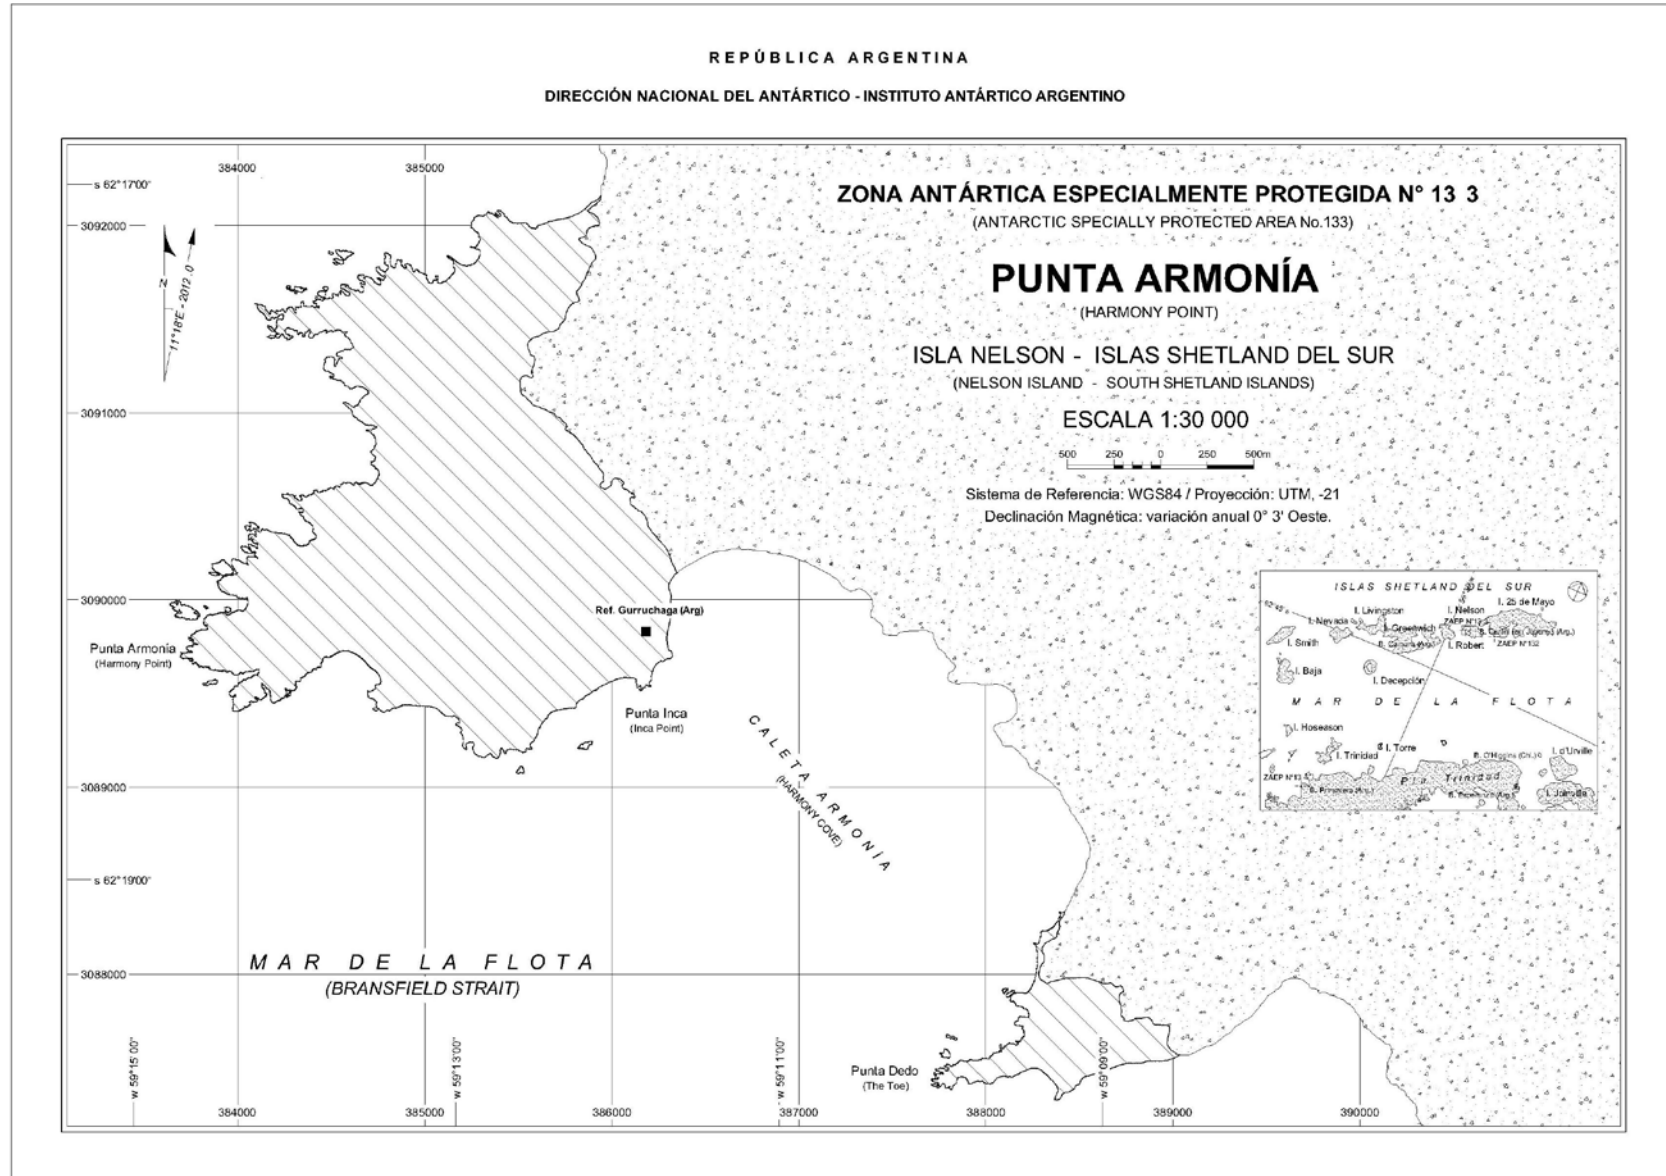 REPÚBLICA ARGENTINA
DIRECCIÓN NACIONAL DEL ANTÁRTICO - INSTITUTO ANTÁRTICO ARGENTINO
384000
385000
s 62°17'00"
3092000
N
11°18'E - 2012.0
ZONA ANTÁRTICA ESPECIALMENTE PROTEGIDA N° 13 3
(ANTARCTIC SPECIALLY PROTECTED AREA No.133)
PUNTA ARMONÍA
(HARMONY POINT)
ISLA NELSON - ISLAS SHETLAND DEL SUR
(NELSON ISLAND - SOUTH SHETLAND ISLANDS)
3091000
ESCALA 1:30 000
500 250 0 250 500m
Sistema de Referencia: WGS84 / Proyección: UTM, -21
Declinación Magnética: variación anual 0° 3' Oeste.
ISLAS SHETLAND DEL SUR
I. 25 de Mayo
I. Livingston
I. Nelson
I. Nevada
I. Greenwich
I. Smith
I. Robert
ZAEP N°132
I. Baja
I. Decepción
MAR DE LA FLOTA
I. Hoseason
I. Torre
I. Trinidad
I. d'Urville
Pla Trinidad
3090000
Ref. Gurruchaga (Arg)
Punta Armonía
(Harmony Point)
Punta Inca
(Inca Point)
CALETA ARMONÍA
(HARMONY COVE)
3089000
s 62°19'00"
MAR DE LA FLOTA
(BRANSFIELD STRAIT)
3088000
Punta Dedo
(The Toe)
w 59°15'00"
w 59°13'00"
w 59°11'00"
w 59°09'00"
384000
385000
386000
387000
388000
389000
390000